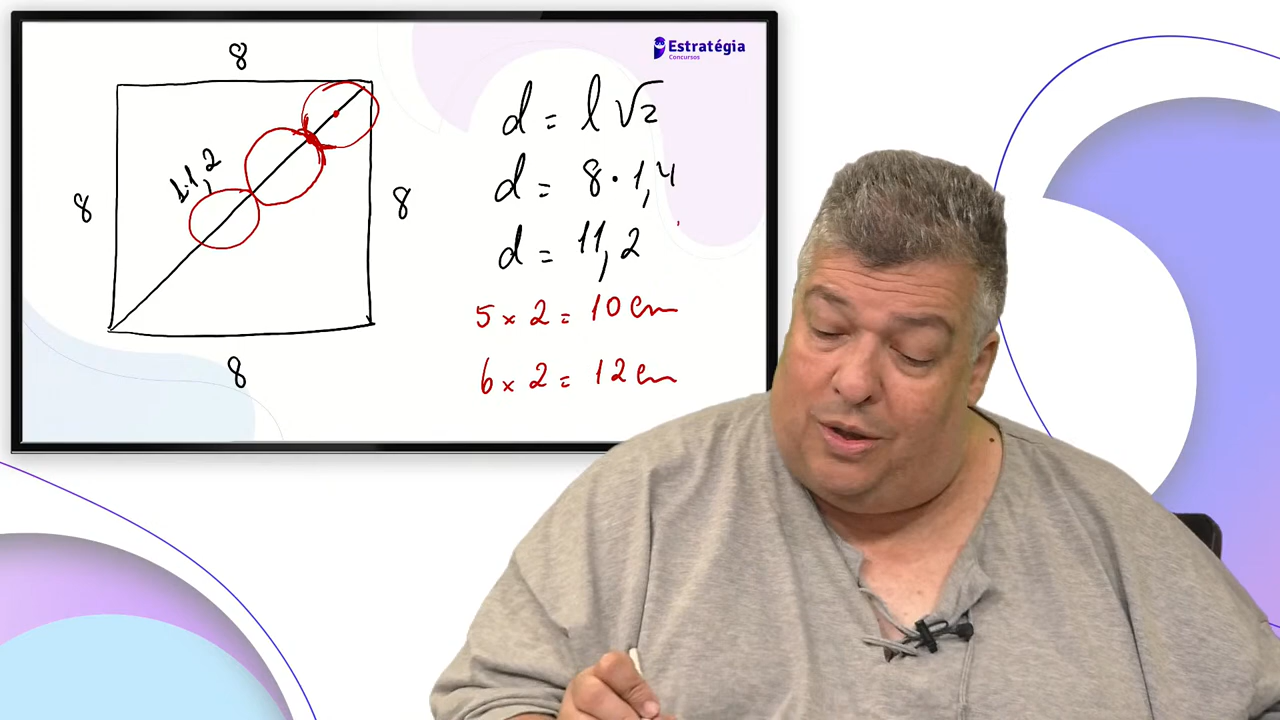 8
Estratégia
Concursos
d = l √2
11,2
d = 8 · 1,4
8
8
d = 11,2
5 x 2 = 10 cm
6 x 2 = 12 cm
8